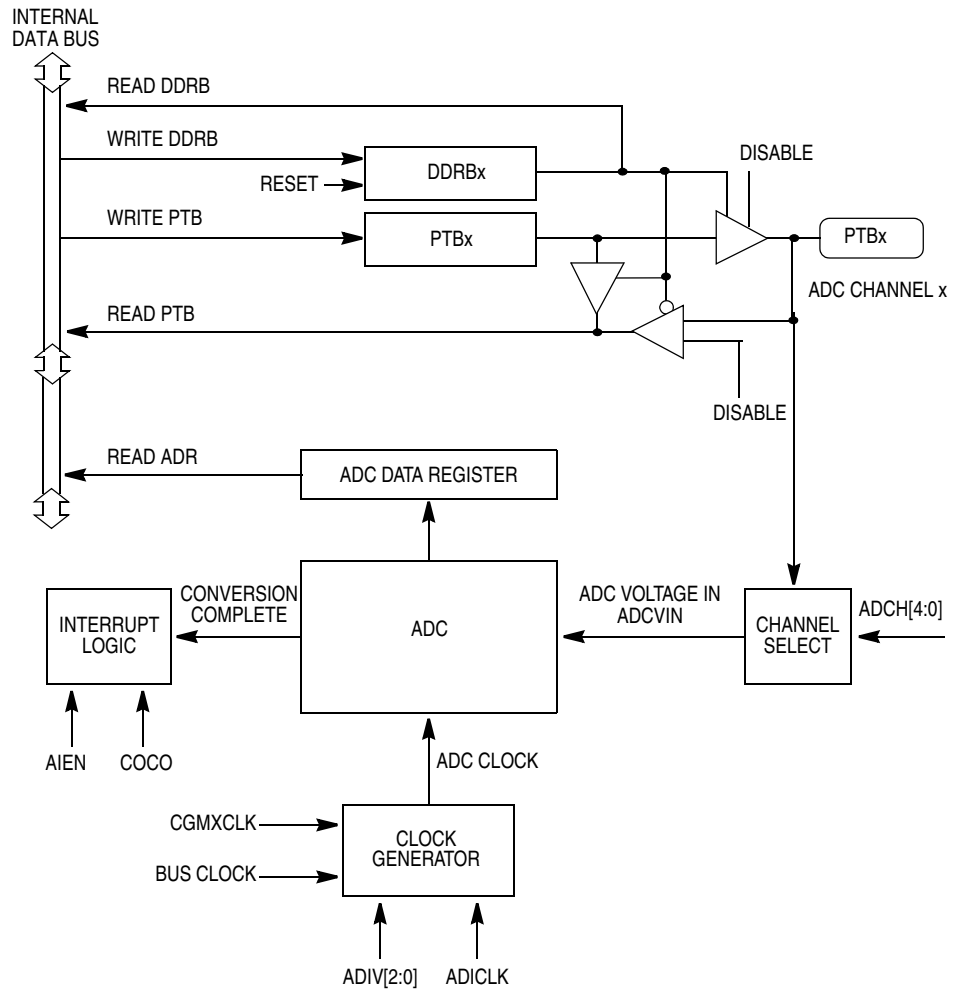 INTERNAL
DATA BUS
READ DDRB
WRITE DDRB
RESET
DDRBx
DISABLE
WRITE PTB
PTBx
PTBx
ADC CHANNEL x
READ PTB
DISABLE
READ ADR
ADC DATA REGISTER
INTERRUPT
LOGIC
CONVERSION
COMPLETE
ADC
ADC VOLTAGE IN
ADCVIN
CHANNEL
SELECT
ADCH[4:0]
AIEN
COCO
ADC CLOCK
CGMXCLK
BUS CLOCK
CLOCK
GENERATOR
ADIV[2:0]
ADICLK